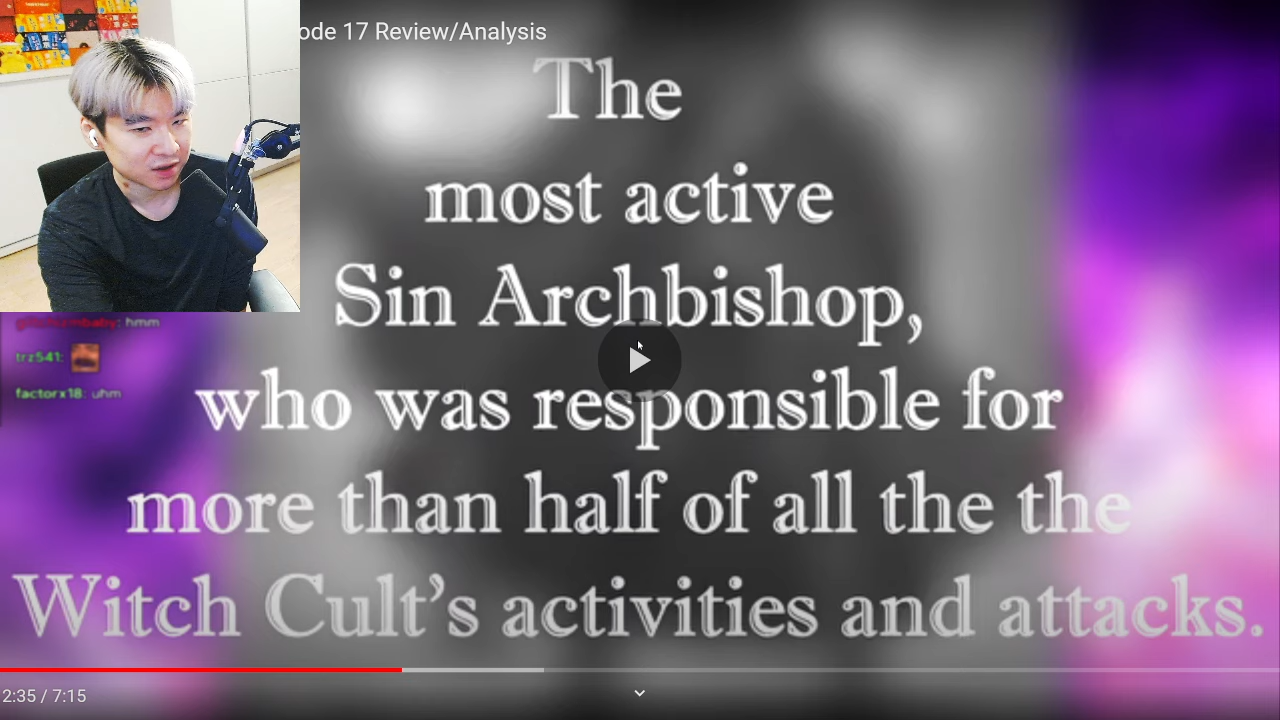 ode 17 Review/Analysis
The
most active
Sin Archbishop,
who was responsible for
more than half of all the the
Witch Cult’s activities and attacks.
: hmm
trz541:
factorx18: uhm
2:35 / 7:15